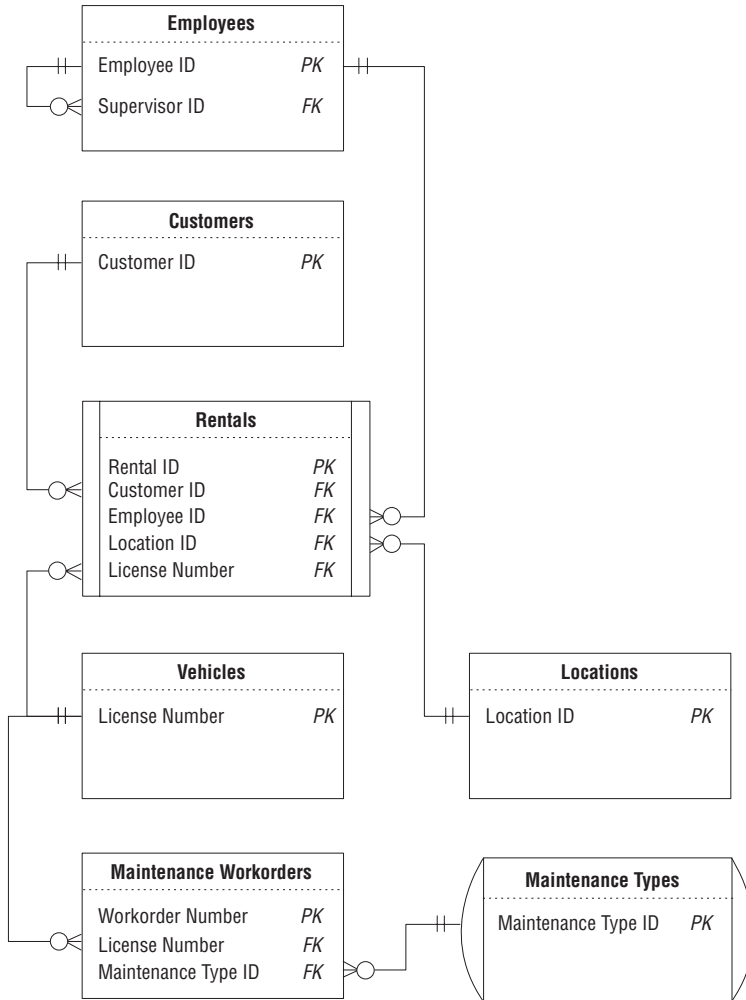 Employees
Employee ID PK
Supervisor ID FK
Customers
Customer ID PK
Rentals
Rental ID PK
Customer ID FK
Employee ID FK
Location ID FK
License Number FK
Vehicles
License Number PK
Locations
Location ID PK
Maintenance Workorders
Workorder Number PK
License Number FK
Maintenance Type ID FK
Maintenance Types
Maintenance Type ID PK